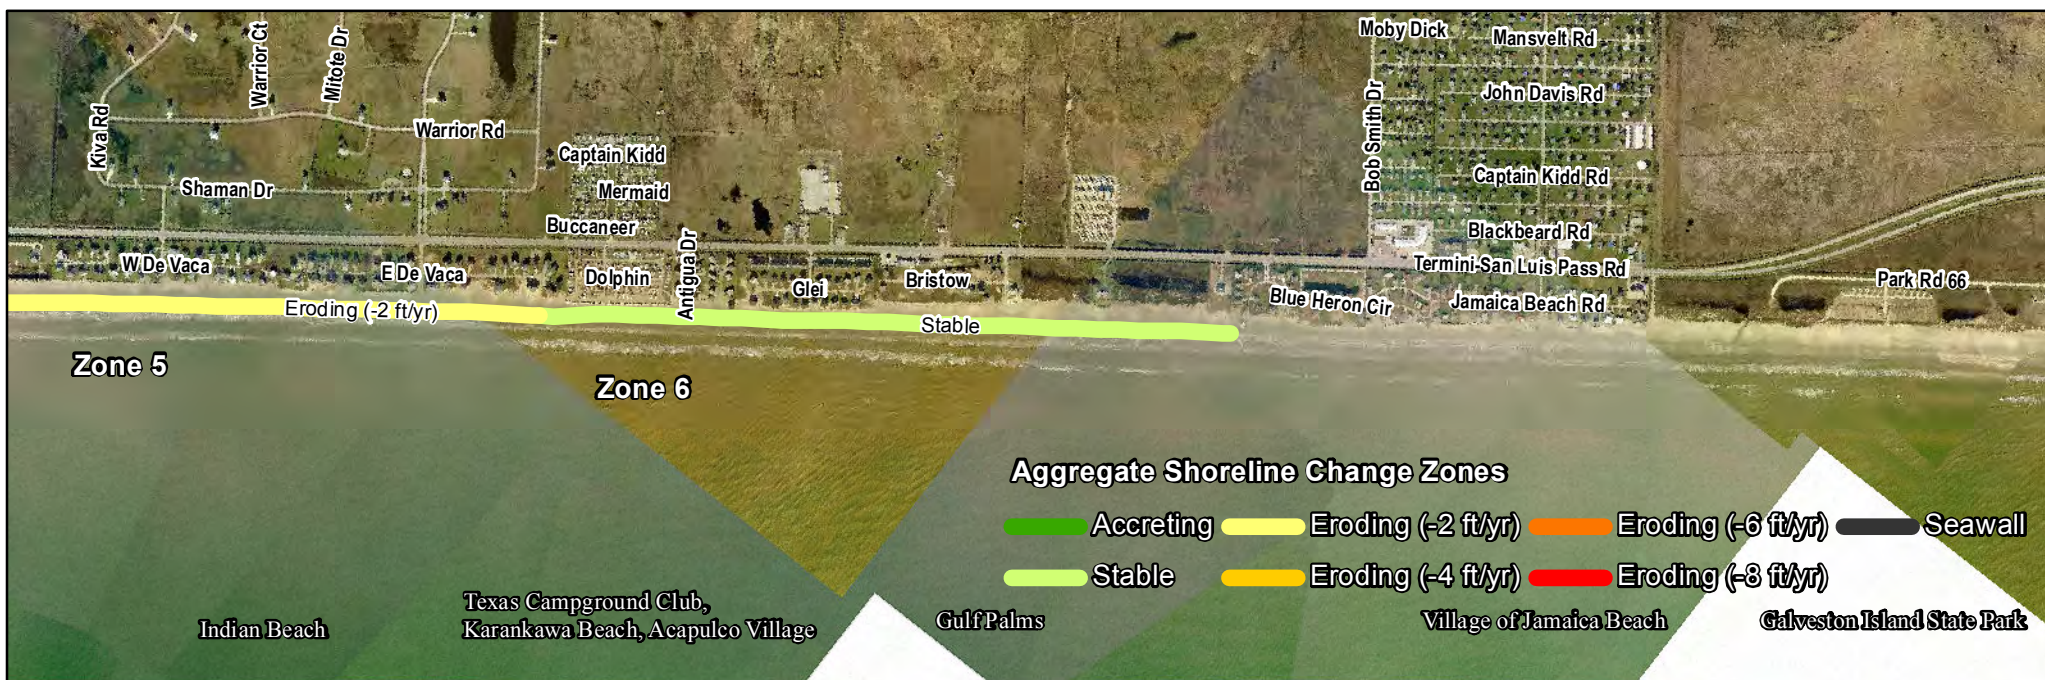 Moby Dick
Mansvelt Rd
Warrior Ct
Mitote Dr
John Davis Rd
Bob Smith Dr
Kiva Rd
Warrior Rd
Captain Kidd
Shaman Dr
Mermaid
Captain Kidd Rd
Buccaneer
Blackbeard Rd
W De Vaca
E De Vaca
Dolphin
Antigua Dr
Glei
Bristow
Termini-San Luis Pass Rd
Park Rd 66
Blue Heron Cir
Jamaica Beach Rd
Eroding (-2 ft/yr)
Stable
Zone 5
Zone 6
Aggregate Shoreline Change Zones
Accreting
Eroding (-2 ft/yr)
Eroding (-6 ft/yr)
Seawall
Stable
Eroding (-4 ft/yr)
Eroding (-8 ft/yr)
Indian Beach
Texas Campground Club,
Karankawa Beach, Acapulco Village
Gulf Palms
Village of Jamaica Beach
Galveston Island State Park